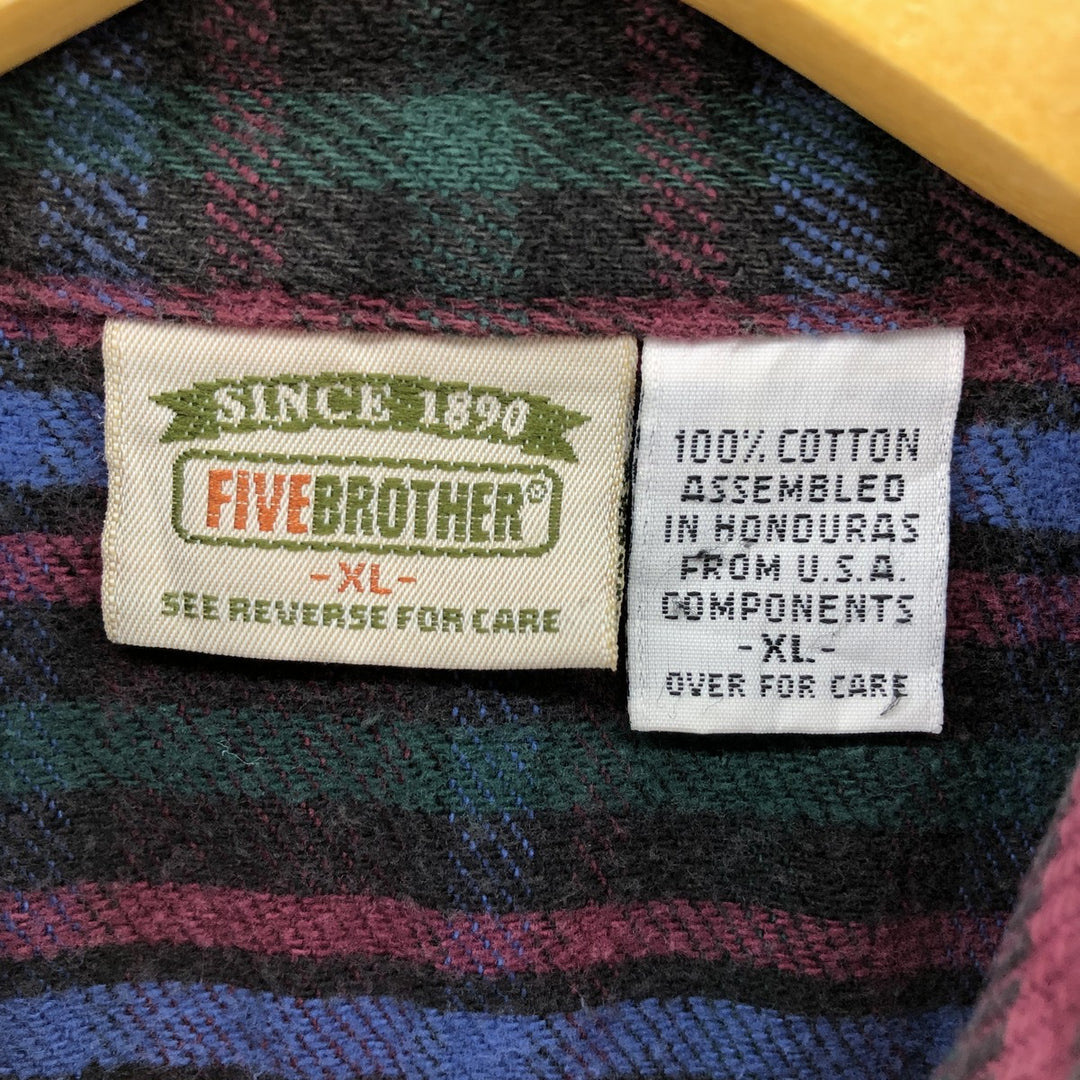 SINCE 1890
FIVEBROTHER®
-XL-
SEE REVERSE FOR CARE
100% COTTON
ASSEMBLED
IN HONDURAS
FROM U.S.A.
COMPONENTS
-XL-
OVER FOR CARE